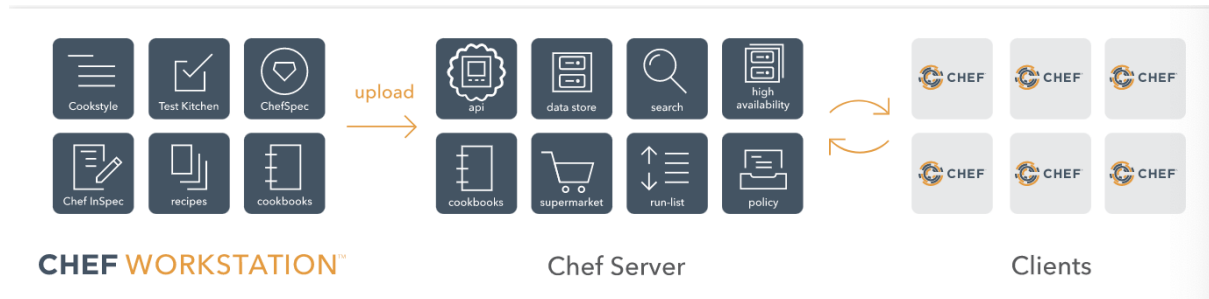 Cookstyle
Test Kitchen
ChefSpec
upload
api
data store
search
high
availability
CHEF
CHEF
CHEF
Chef InSpec
recipes
cookbooks
cookbooks
supermarket
run-list
policy
CHEF
CHEF
CHEF
CHEF WORKSTATION™
Chef Server
Clients